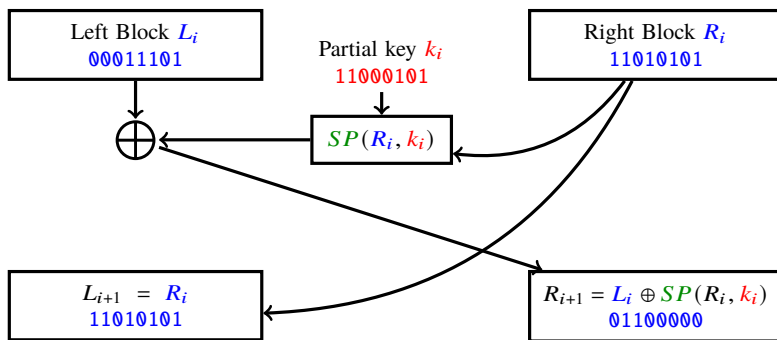 Left Block L_i
00011101
Partial key k_i
11000101
Right Block R_i
11010101
SP(R_i, k_i)
L_{i+1} = R_i
11010101
R_{i+1} = L_i ⊕ SP(R_i, k_i)
01100000